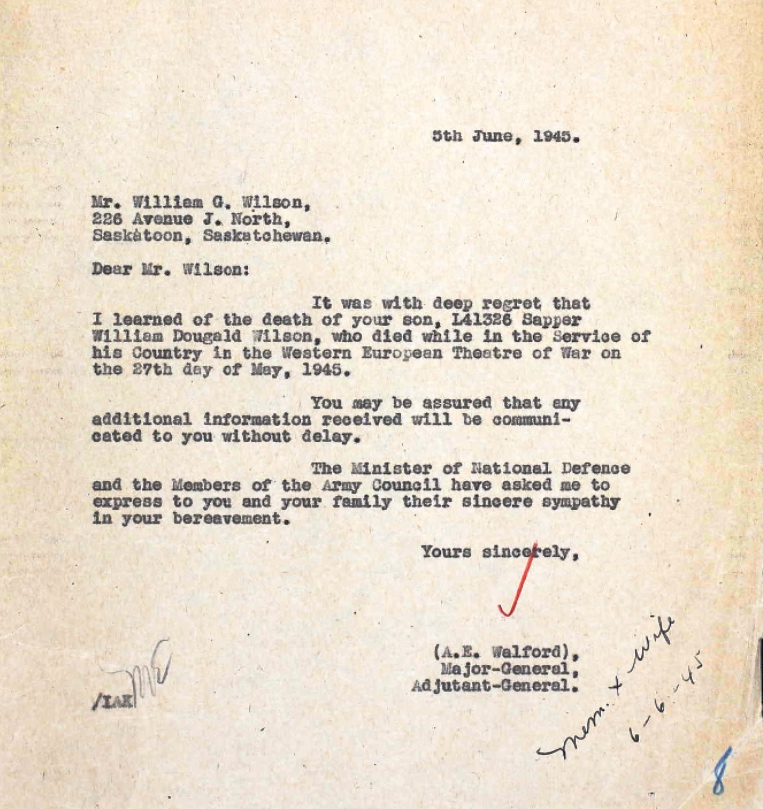 5th June, 1945.
Mr. William G. Wilson,
226 Avenue J. North,
Saskatoon, Saskatchewan.
Dear Mr. Wilson:
It was with deep regret that
I learned of the death of your son, L41326 Sapper
William Dougald Wilson, who died while in the Service of
his Country in the Western European Theatre of War on
the 27th day of May, 1945.
You may be assured that any
additional information received will be communi-
cated to you without delay.
The Minister of National Defence
and the Members of the Army Council have asked me to
express to you and your family their sincere sympathy
in your bereavement.
Yours sincerely,
(A.E. Walford),
Major-General,
Adjutant-General.
/IAK
Mem. x Wife
6-6-45
8